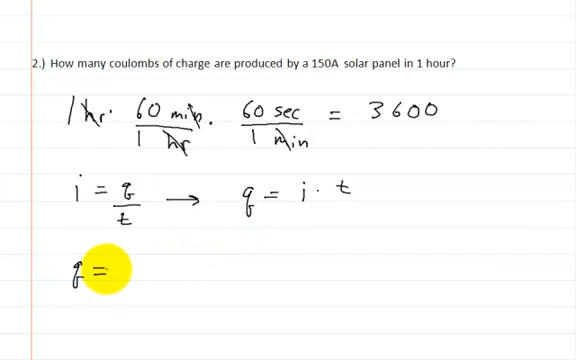 2.) How many coulombs of charge are produced by a 150A solar panel in 1 hour?
1 hr · 60 min / 1 hr · 60 sec / 1 min = 3600
i = q / t → q = i · t
q =